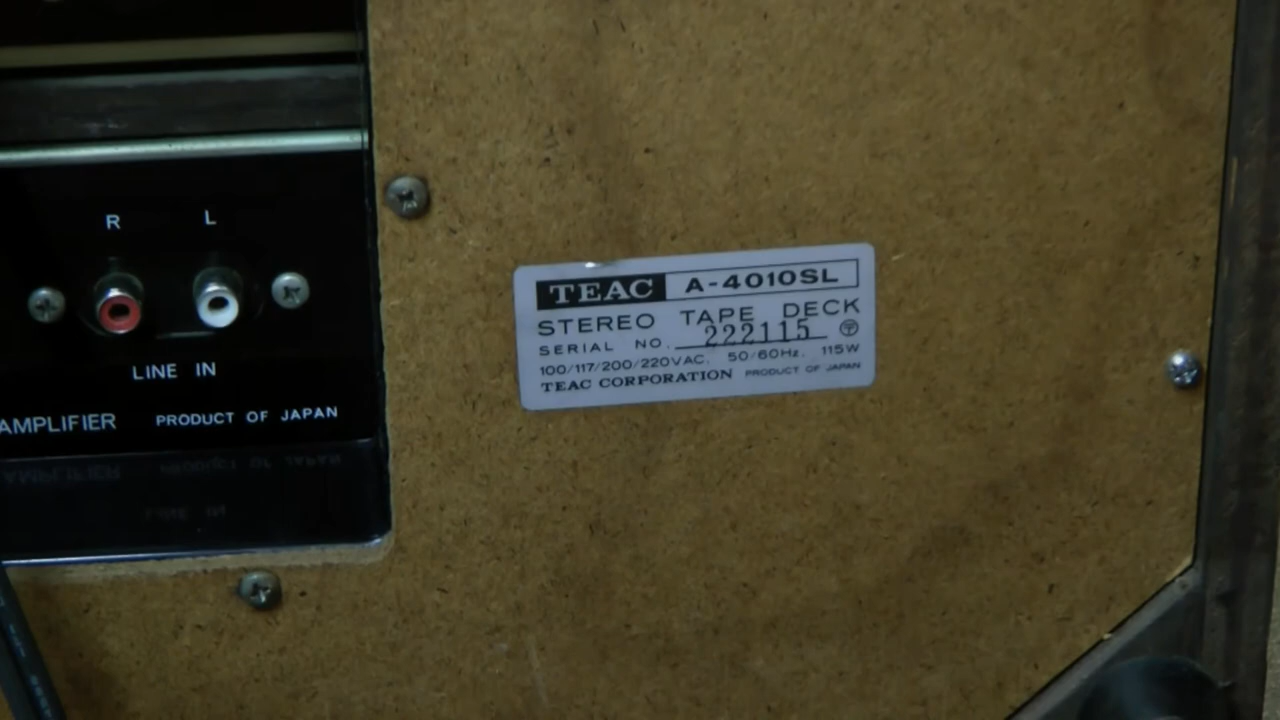 R L
LINE IN
AMPLIFIER PRODUCT OF JAPAN
TEAC A-4010SL
STEREO TAPE DECK
SERIAL NO. 222115
100/117/200/220VAC. 50/60Hz. 115W
TEAC CORPORATION PRODUCT OF JAPAN